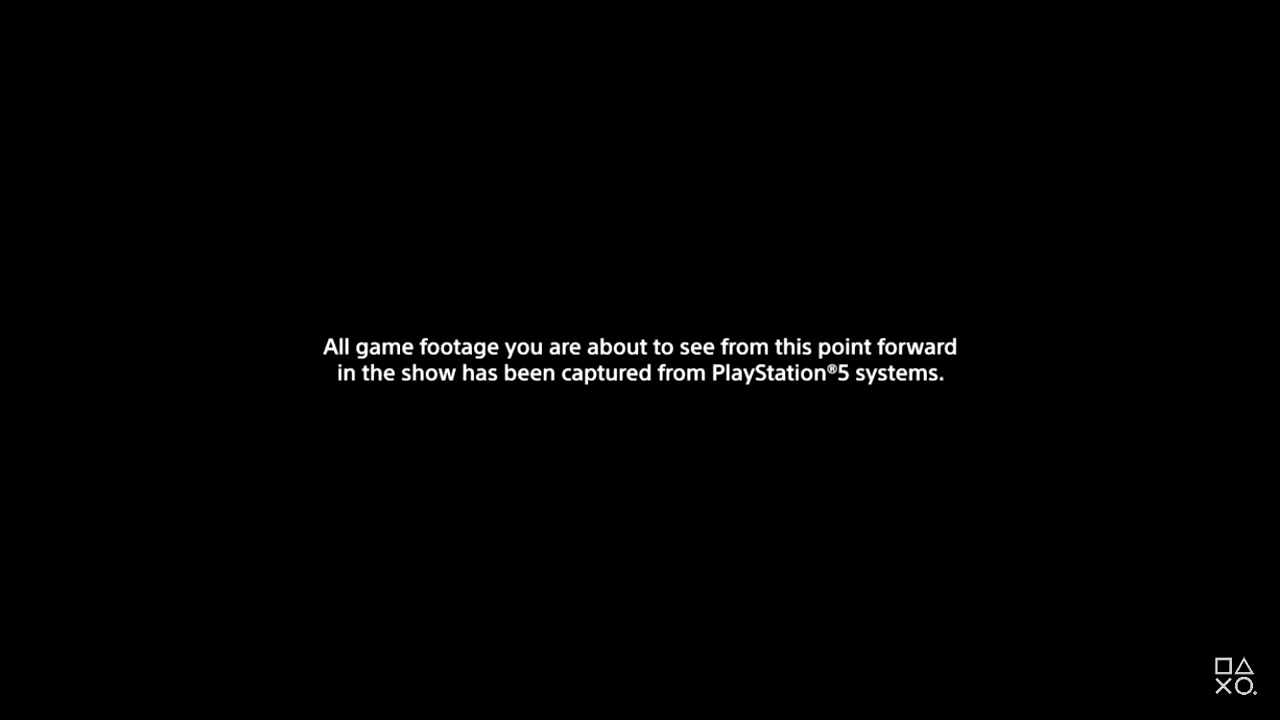 All game footage you are about to see from this point forward
in the show has been captured from PlayStation®5 systems.